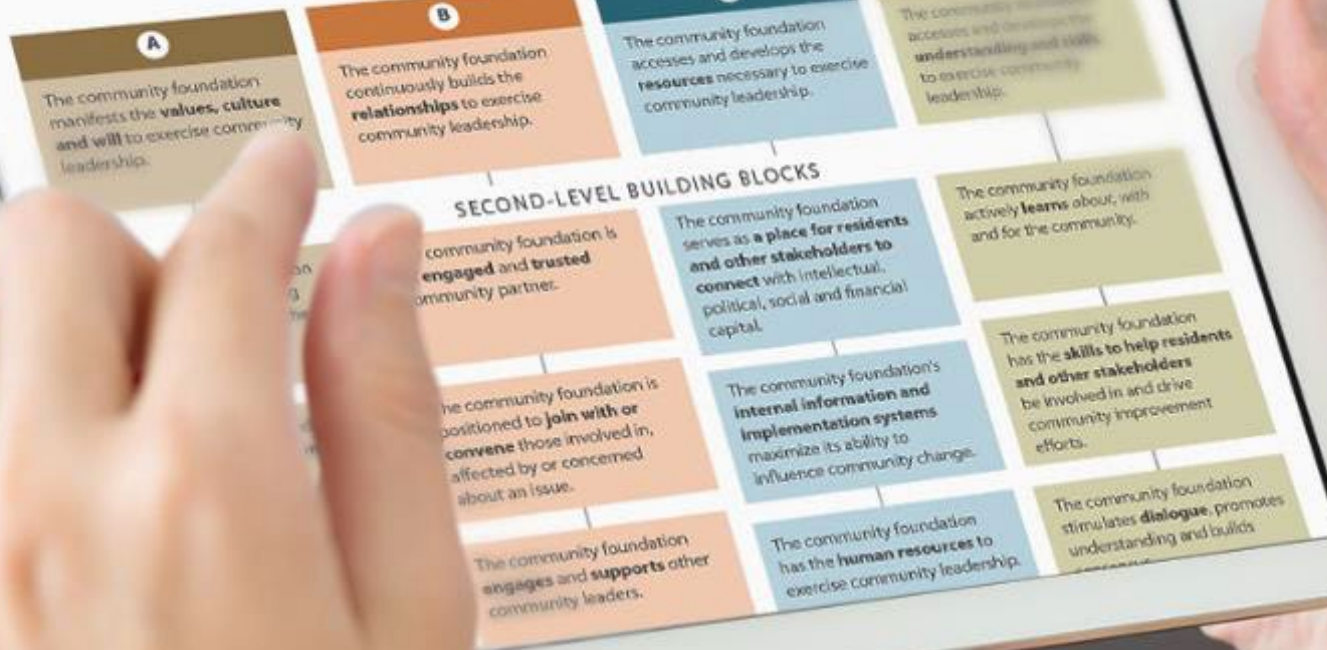 A
The community foundation
manifests the values, culture
and will to exercise community
leadership.
B
The community foundation
continuously builds the
relationships to exercise
community leadership.
The community foundation
accesses and develops the
resources necessary to exercise
community leadership.
The community
accesses and develops the
understanding and skills
to exercise community
leadership.
SECOND-LEVEL BUILDING BLOCKS
community foundation is
engaged and trusted
community partner.
The community foundation is
positioned to join with or
convene those involved in,
affected by or concerned
about an issue.
The community foundation
engages and supports other
community leaders.
The community foundation
serves as a place for residents
and other stakeholders to
connect with intellectual,
political, social and financial
capital.
The community foundation's
internal information and
implementation systems
maximize its ability to
influence community change.
The community foundation
has the human resources to
exercise community leadership.
The community foundation
actively learns about, with
and for the community.
The community foundation
has the skills to help residents
and other stakeholders
be involved in and drive
community improvement
efforts.
The community foundation
stimulates dialogue, promotes
understanding and builds